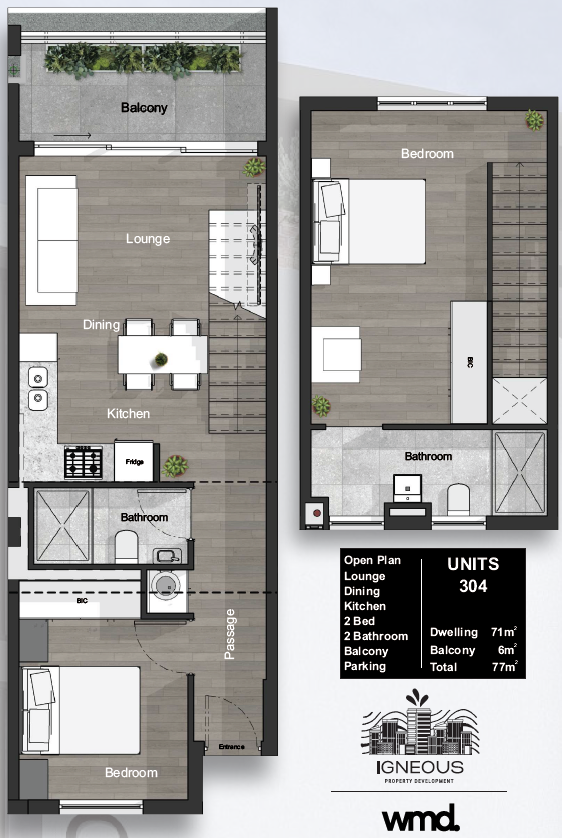 Balcony
Lounge
Dining
Kitchen
Fridge
Bathroom
BIC
Passage
Bedroom
Entrance
Bedroom
BIC
Bathroom
Open Plan
Lounge
Dining
Kitchen
2 Bed
2 Bathroom
Balcony
Parking
UNITS
304
Dwelling 71m²
Balcony 6m²
Total 77m²
IGNEOUS
PROPERTY DEVELOPMENT
wmd.